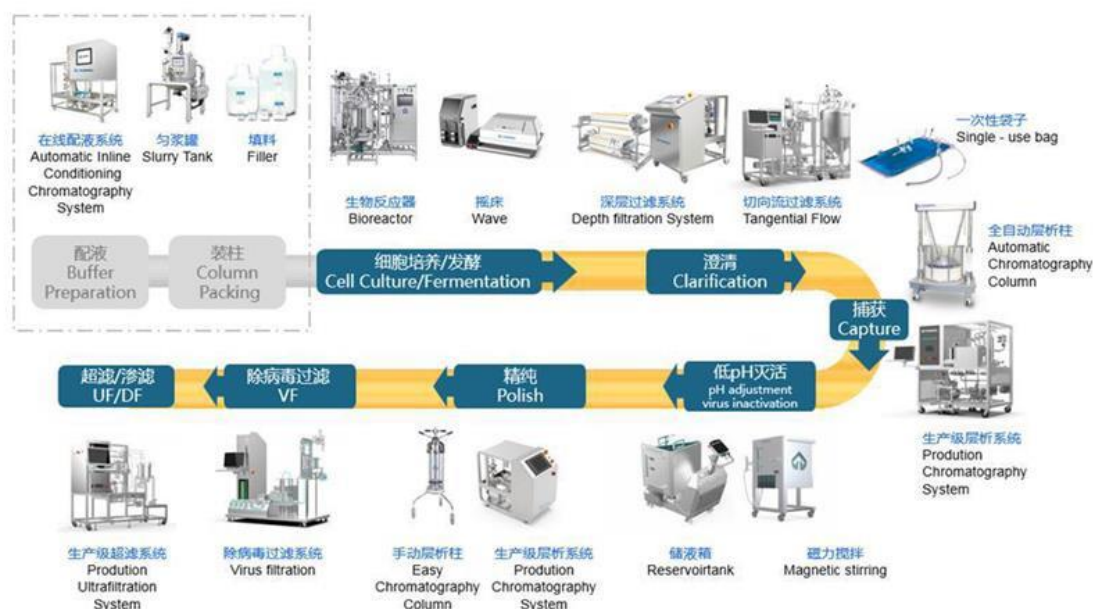 在线配液系统
Automatic Inline
Conditioning
Chromatography
System
匀浆罐
Slurry Tank
填料
Filler
生物反应器
Bioreactor
摇床
Wave
深层过滤系统
Depth filtration System
切向流过滤系统
Tangential Flow
一次性袋子
Single - use bag
全自动层析柱
Automatic
Chromatography
Column
配液
Buffer
Preparation
装柱
Column
Packing
细胞培养/发酵
Cell Culture/Fermentation
澄清
Clarification
捕获
Capture
低pH灭活
pH adjustment
virus inactivation
精纯
Polish
除病毒过滤
VF
超滤/渗滤
UF/DF
生产级层析系统
Prodution
Chromatography
System
生产级超滤系统
Prodution
Ultrafiltration
System
除病毒过滤系统
Virus filtration
手动层析柱
Easy
Chromatography
Column
生产级层析系统
Prodution
Chromatography
System
储液箱
Reservoirtank
磁力搅拌
Magnetic stirring